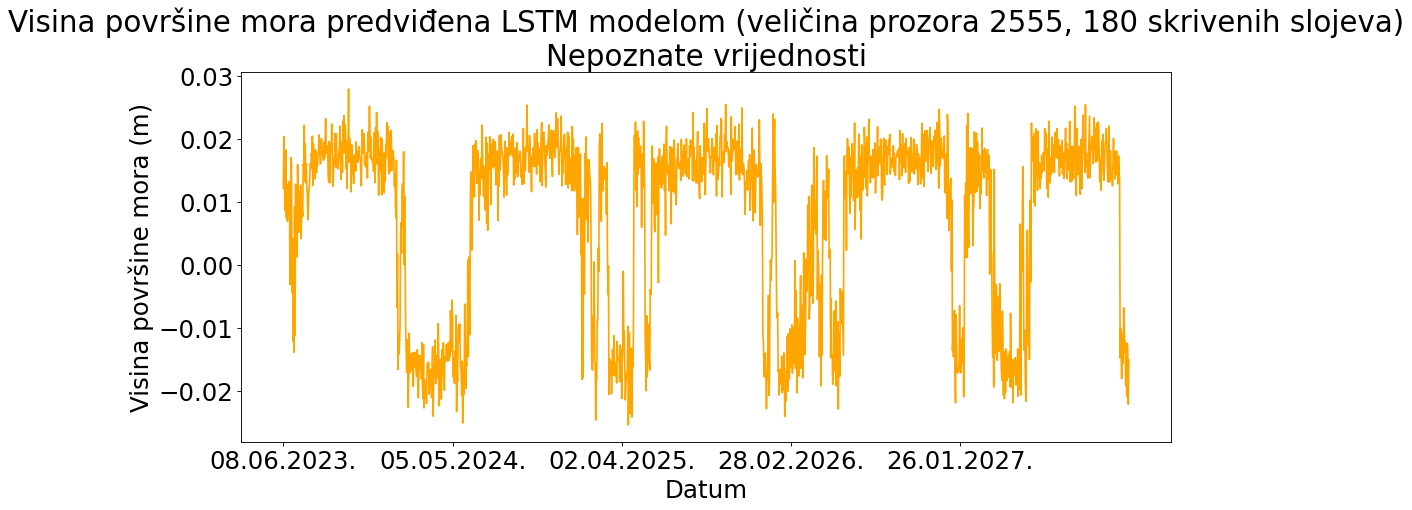 Visina površine mora predviđena LSTM modelom (veličina prozora 2555, 180 skrivenih slojeva)
Nepoznate vrijednosti
0.03
0.02
0.01
0.00
−0.01
−0.02
Visina površine mora (m)
08.06.2023. 05.05.2024. 02.04.2025. 28.02.2026. 26.01.2027.
Datum